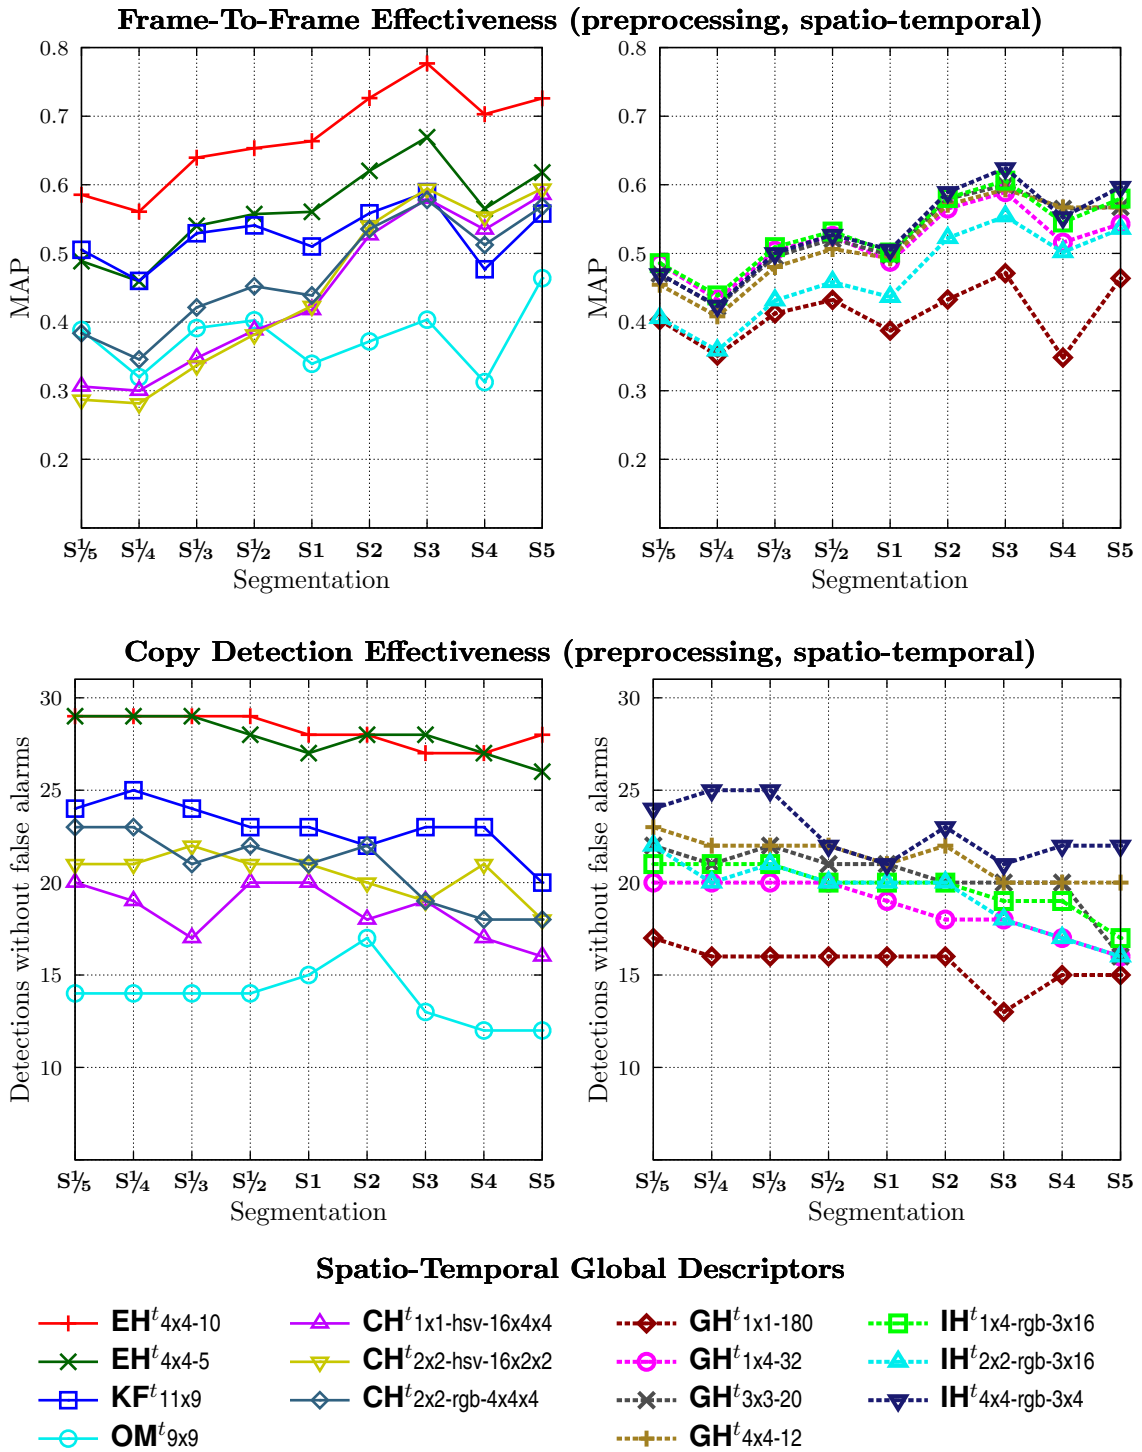 Frame-To-Frame Effectiveness (preprocessing, spatio-temporal)
0.8 0.7 0.6 0.5 0.4 0.3 0.2
MAP
S⅕ S¼ S⅓ S½ S1 S2 S3 S4 S5
Segmentation
0.8 0.7 0.6 0.5 0.4 0.3 0.2
MAP
S⅕ S¼ S⅓ S½ S1 S2 S3 S4 S5
Segmentation
Copy Detection Effectiveness (preprocessing, spatio-temporal)
30 25 20 15 10
Detections without false alarms
S⅕ S¼ S⅓ S½ S1 S2 S3 S4 S5
Segmentation
30 25 20 15 10
Detections without false alarms
S⅕ S¼ S⅓ S½ S1 S2 S3 S4 S5
Segmentation
Spatio-Temporal Global Descriptors
EHᵗ4x4-10 CHᵗ1x1-hsv-16x4x4 GHᵗ1x1-180 IHᵗ1x4-rgb-3x16
EHᵗ4x4-5 CHᵗ2x2-hsv-16x2x2 GHᵗ1x4-32 IHᵗ2x2-rgb-3x16
KFᵗ11x9 CHᵗ2x2-rgb-4x4x4 GHᵗ3x3-20 IHᵗ4x4-rgb-3x4
OMᵗ9x9 GHᵗ4x4-12